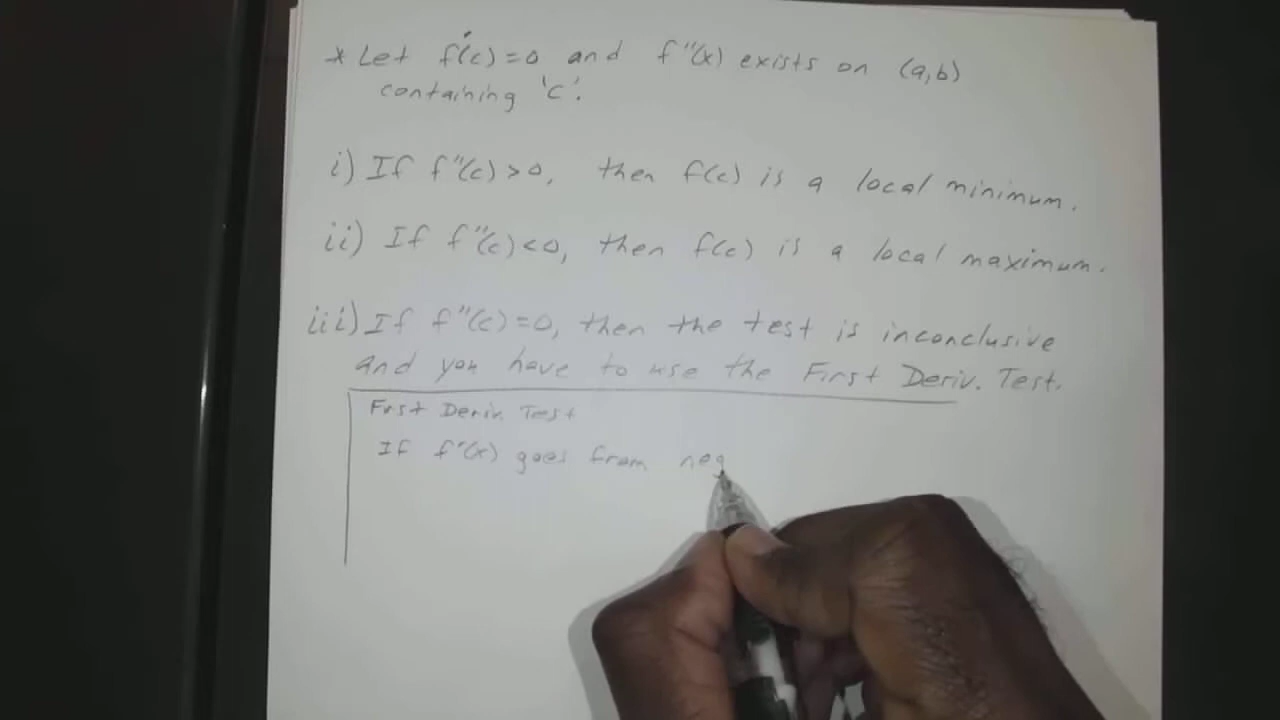 * Let f'(c)=0 and f"(x) exists on (a,b)
containing 'c'.
i) If f"(c)>0, then f(c) is a local minimum.
ii) If f"(c)<0, then f(c) is a local maximum.
iii) If f"(c)=0, then the test is inconclusive
and you have to use the First Deriv. Test.
First Deriv. Test
If f'(x) goes from neg